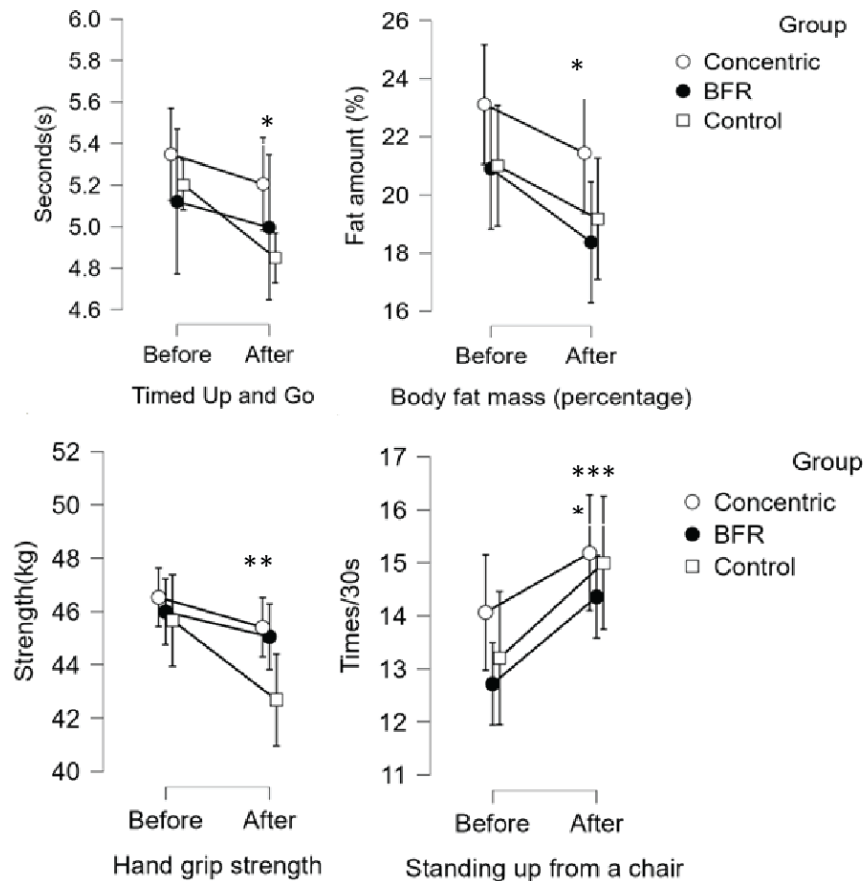 Group
Concentric
BFR
Control
Seconds(s)
6.0
5.8
5.6
5.4
5.2
5.0
4.8
4.6
*
Before After
Timed Up and Go
Fat amount (%)
26
24
22
20
18
16
*
Before After
Body fat mass (percentage)
Strength(kg)
52
50
48
46
44
42
40
**
Before After
Hand grip strength
Times/30s
17
16
15
14
13
12
11
***
*
Before After
Standing up from a chair
Group
Concentric
BFR
Control